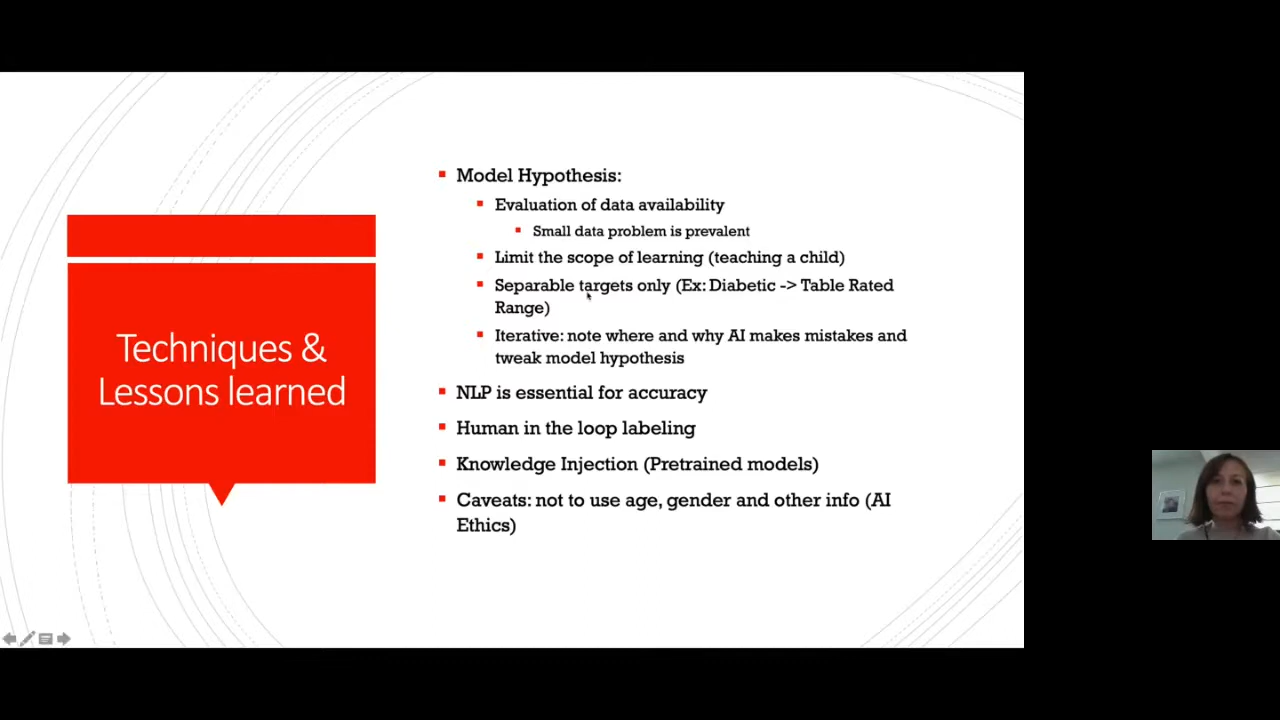 Techniques &
Lessons learned
Model Hypothesis:
Evaluation of data availability
Small data problem is prevalent
Limit the scope of learning (teaching a child)
Separable targets only (Ex: Diabetic -> Table Rated
Range)
Iterative: note where and why AI makes mistakes and
tweak model hypothesis
NLP is essential for accuracy
Human in the loop labeling
Knowledge Injection (Pretrained models)
Caveats: not to use age, gender and other info (AI
Ethics)